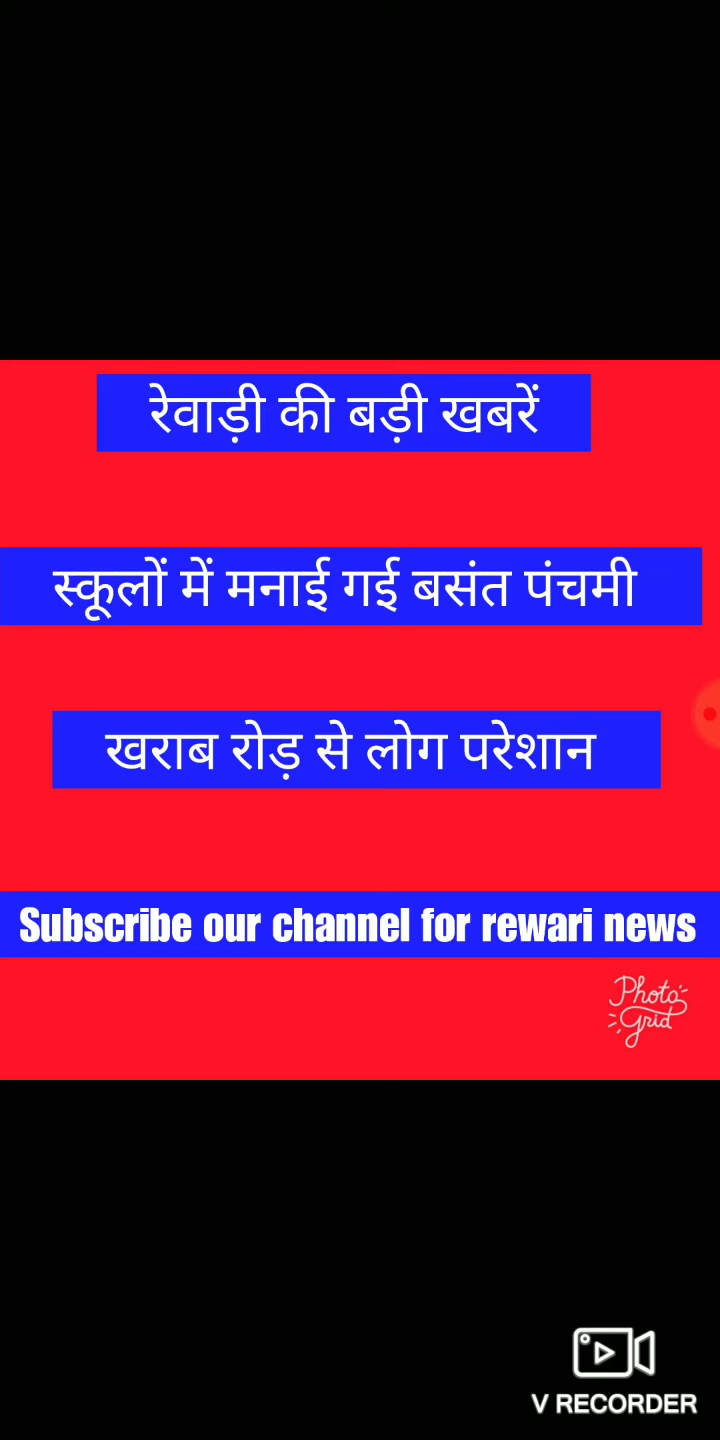 रेवाड़ी की बड़ी खबरें
स्कूलों में मनाई गई बसंत पंचमी
खराब रोड़ से लोग परेशान
Subscribe our channel for rewari news
Photo
Grid
V RECORDER